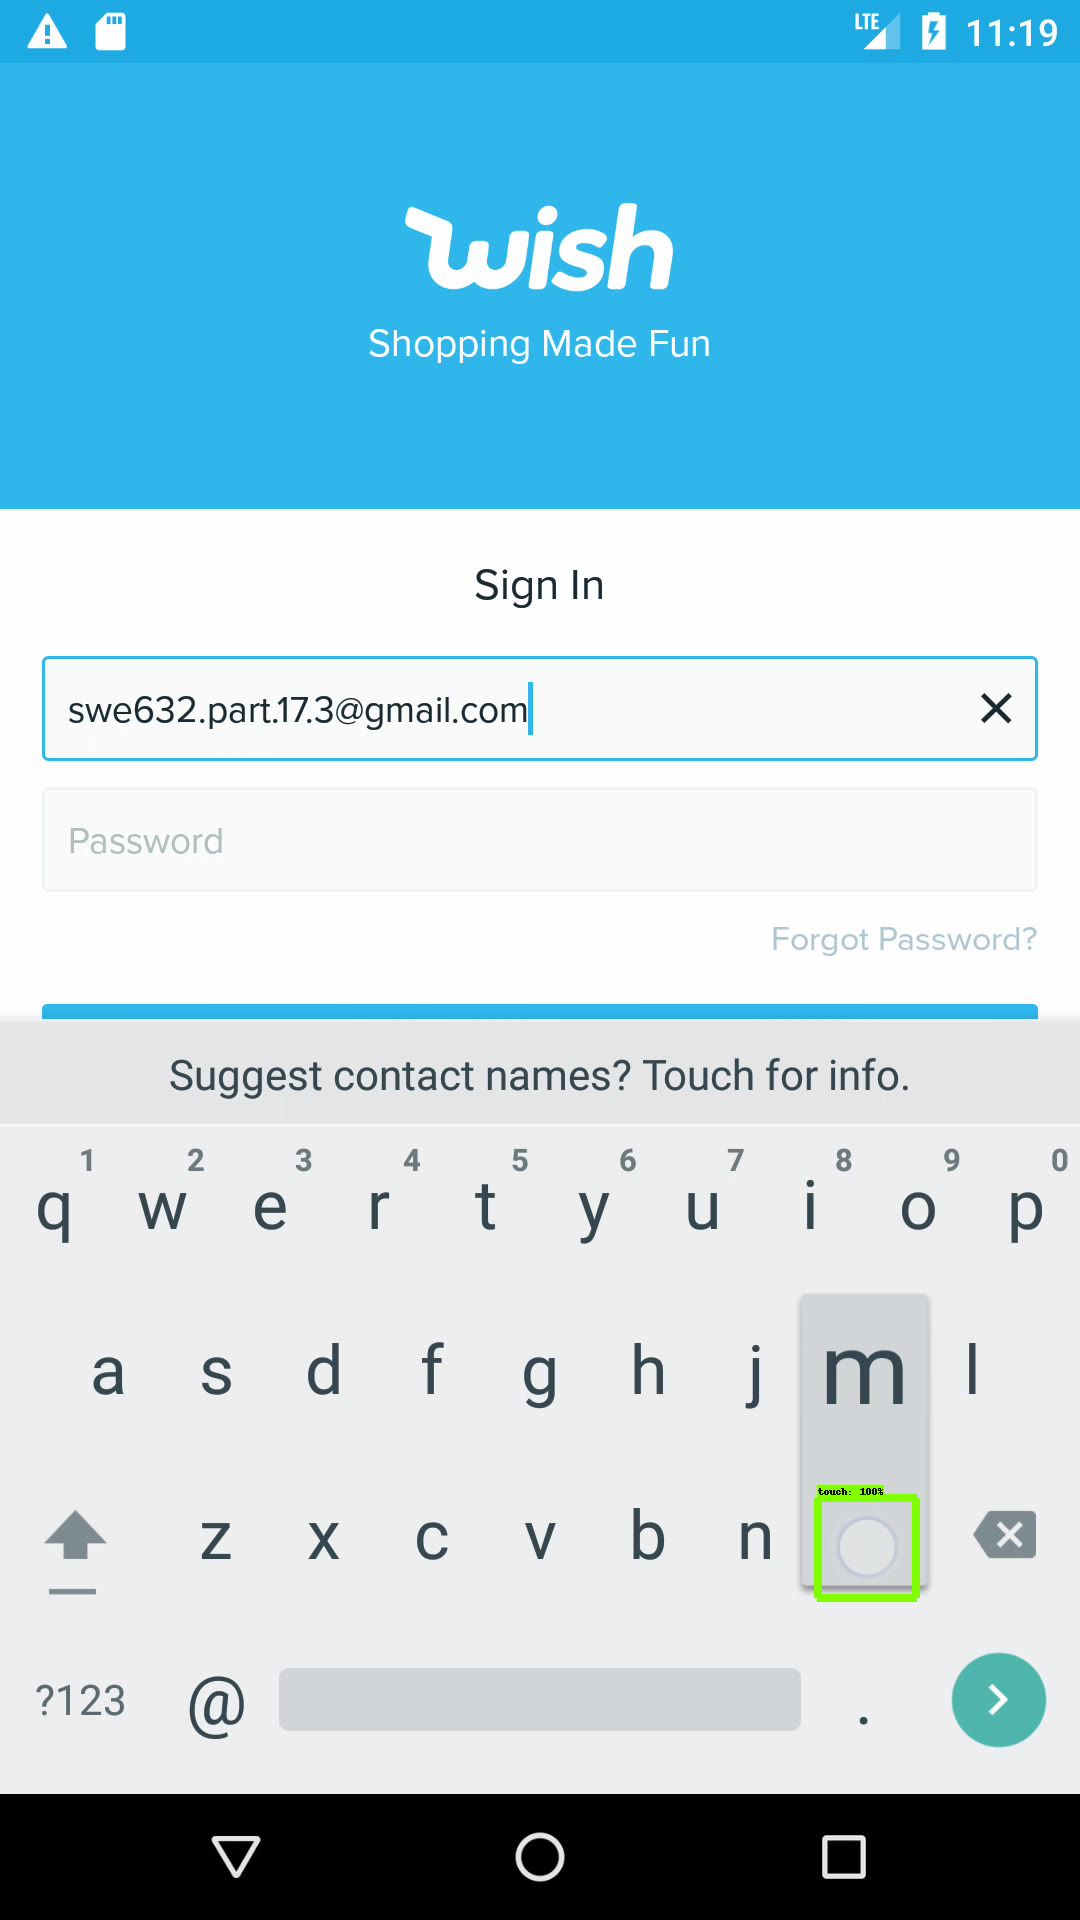 LTE 11:19
wish
Shopping Made Fun
Sign In
swe632.part.17.3@gmail.com
Password
Forgot Password?
Suggest contact names? Touch for info.
1 2 3 4 5 6 7 8 9 0
q w e r t y u i o p
a s d f g h j m l
touch: 100%
z x c v b n
?123 @ .